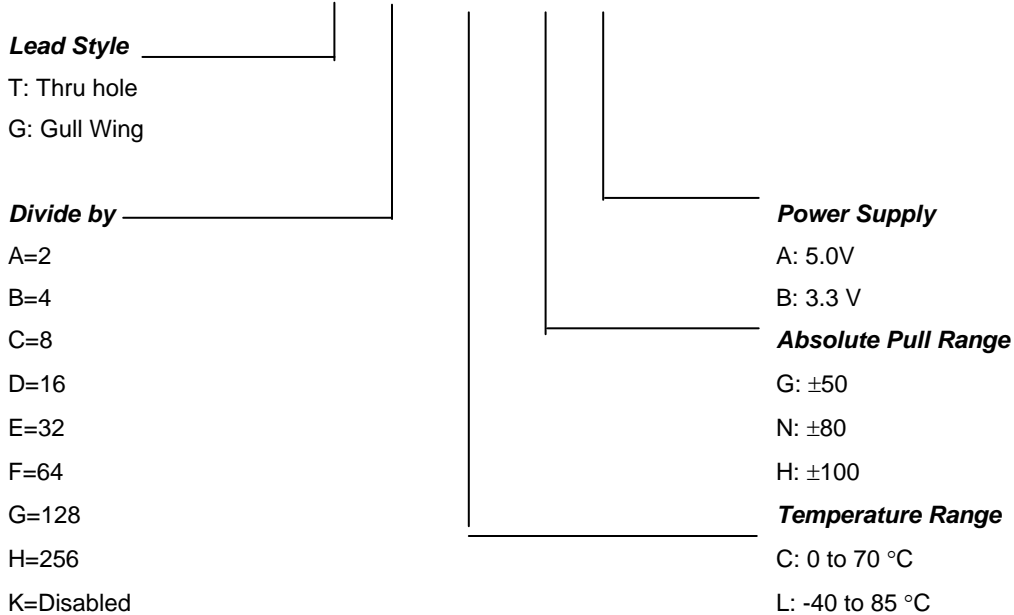 Lead Style
T: Thru hole
G: Gull Wing
Divide by
A=2
B=4
C=8
D=16
E=32
F=64
G=128
H=256
K=Disabled
Power Supply
A: 5.0V
B: 3.3 V
Absolute Pull Range
G: ±50
N: ±80
H: ±100
Temperature Range
C: 0 to 70 °C
L: -40 to 85 °C